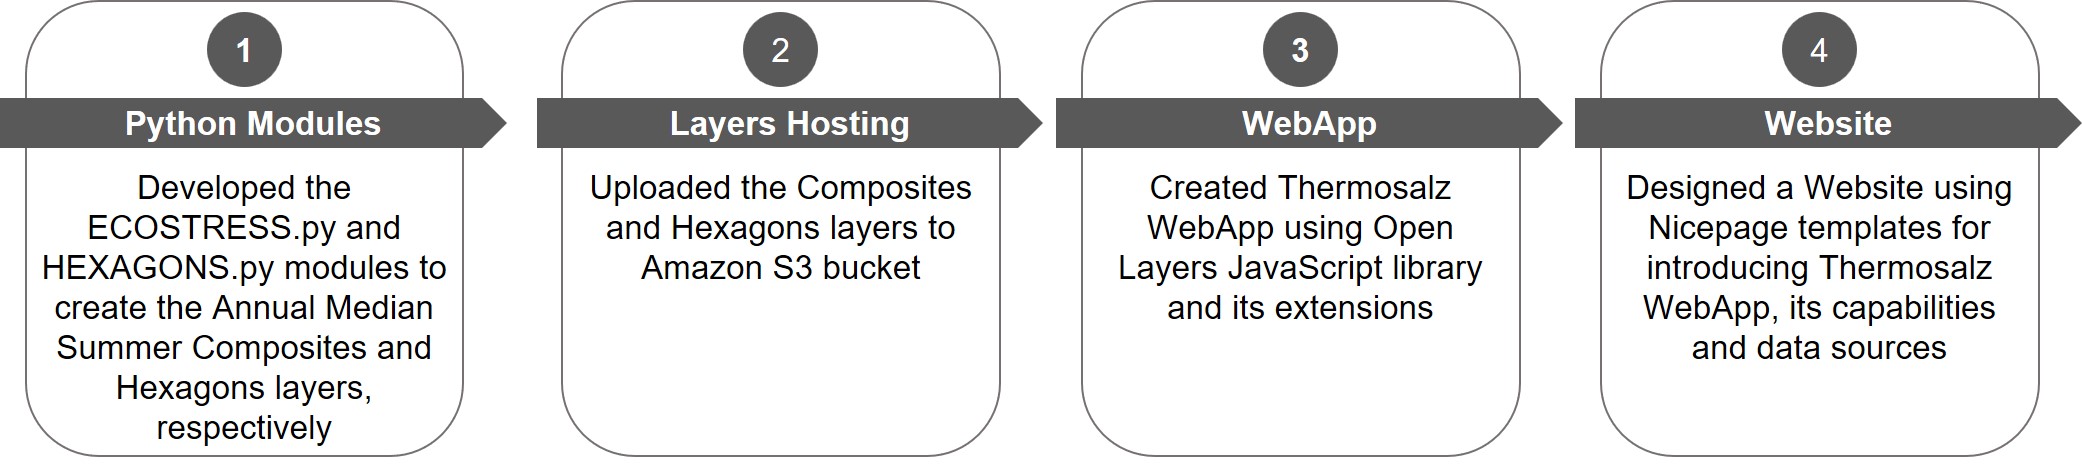 1
Python Modules
Developed the
ECOSTRESS.py and
HEXAGONS.py modules to
create the Annual Median
Summer Composites and
Hexagons layers,
respectively
2
Layers Hosting
Uploaded the Composites
and Hexagons layers to
Amazon S3 bucket
3
WebApp
Created Thermosalz
WebApp using Open
Layers JavaScript library
and its extensions
4
Website
Designed a Website using
Nicepage templates for
introducing Thermosalz
WebApp, its capabilities
and data sources